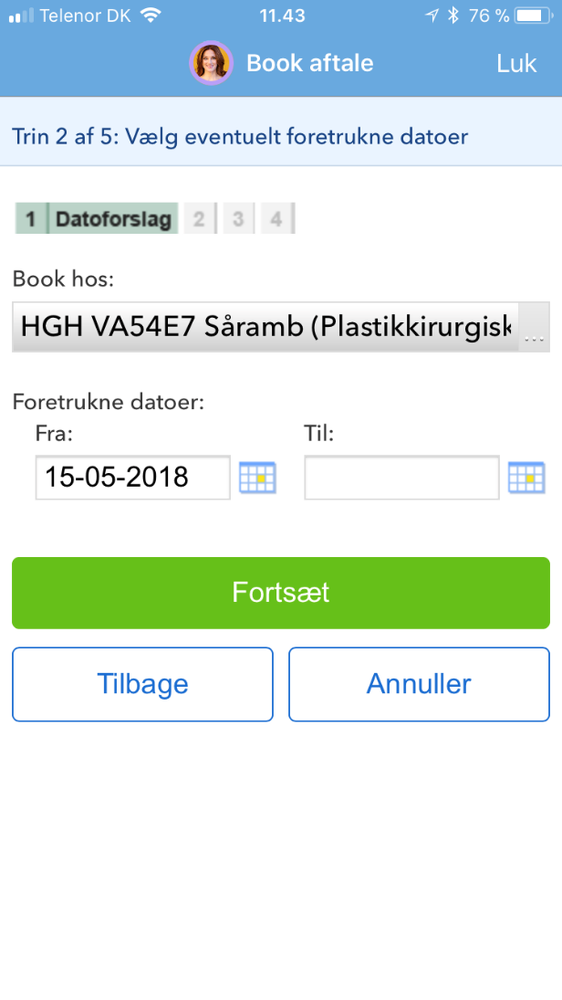 Telenor DK 11.43 76 %
Book aftale Luk
Trin 2 af 5: Vælg eventuelt foretrukne datoer
1 Datoforslag 2 3 4
Book hos:
HGH VA54E7 Såramb (Plastikkirurgisk ...
Foretrukne datoer:
Fra: Til:
15-05-2018
Fortsæt
Tilbage Annuller